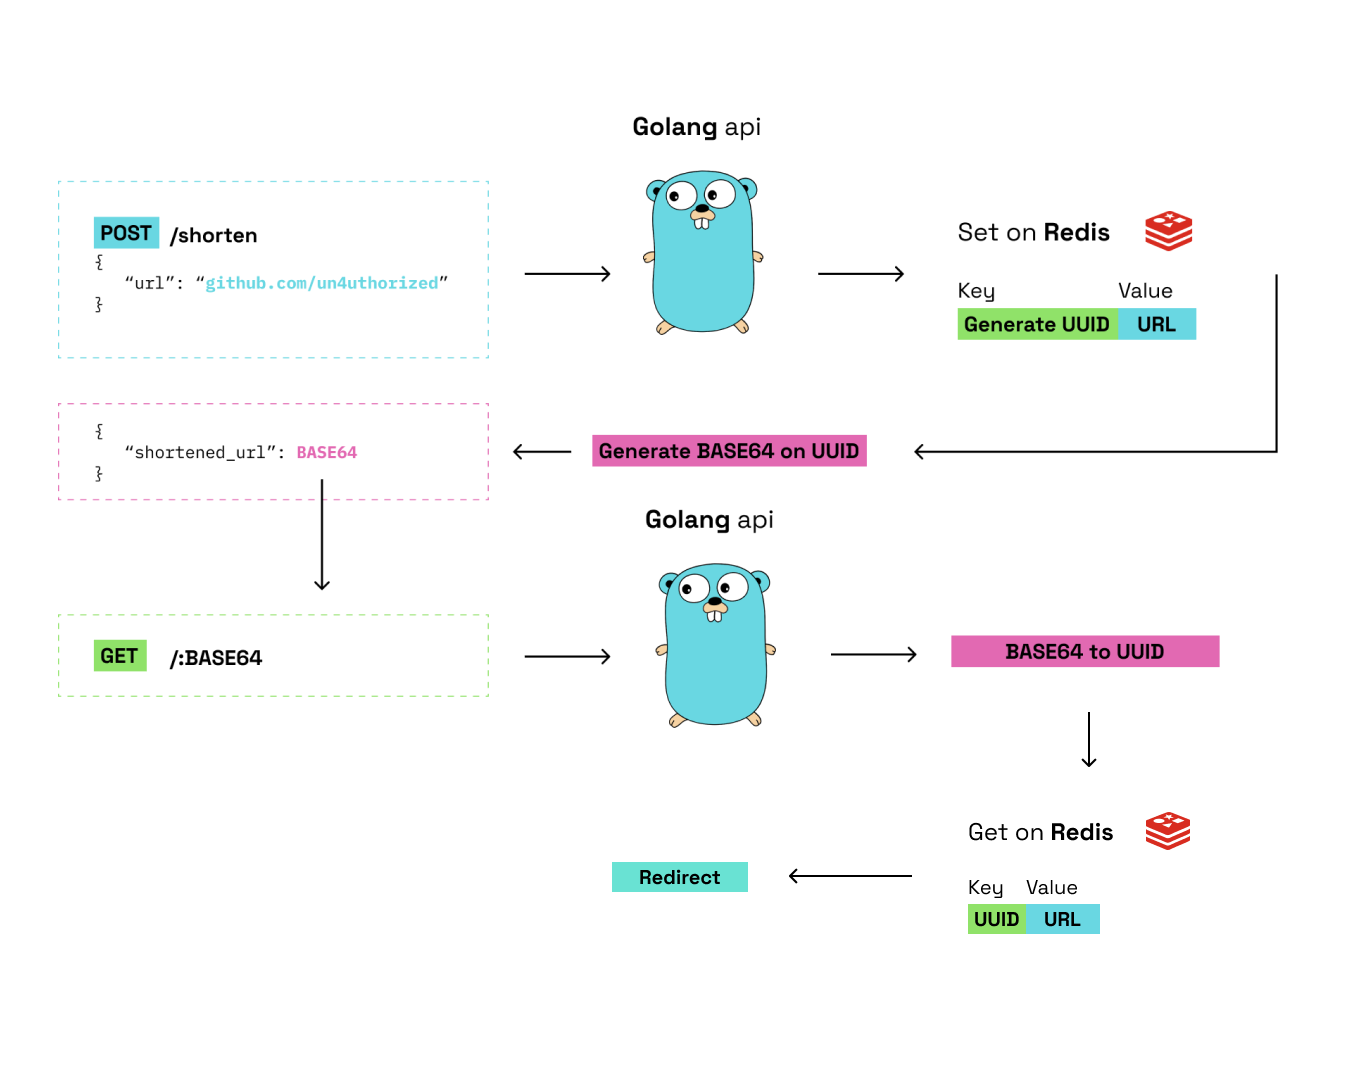 Golang api
POST /shorten
{
“url”: “github.com/un4uthorized”
}
Set on Redis
Key Value
Generate UUID URL
{
“shortened_url”: BASE64
}
Generate BASE64 on UUID
Golang api
GET /:BASE64
BASE64 to UUID
Get on Redis
Key Value
UUID URL
Redirect